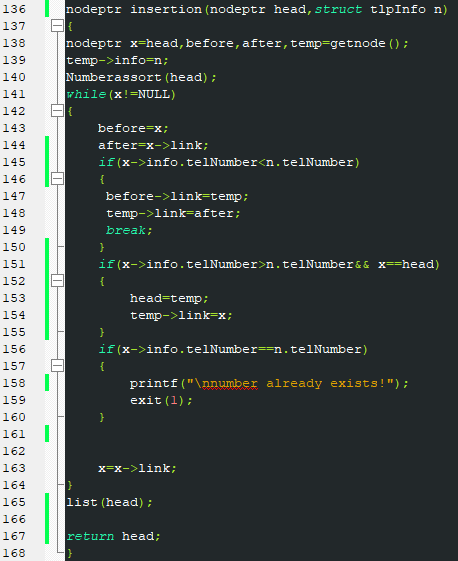 136 nodeptr insertion(nodeptr head,struct tlpInfo n)
137 {
138 nodeptr x=head,before,after,temp=getnode();
139 temp->info=n;
140 Numberassort(head);
141 while(x!=NULL)
142 {
143     before=x;
144     after=x->link;
145     if(x->info.telNumber<n.telNumber)
146     {
147      before->link=temp;
148      temp->link=after;
149      break;
150     }
151     if(x->info.telNumber>n.telNumber&& x==head)
152     {
153         head=temp;
154         temp->link=x;
155     }
156     if(x->info.telNumber==n.telNumber)
157     {
158         printf("\nnumber already exists!");
159         exit(1);
160     }
161
162
163     x=x->link;
164 }
165 list(head);
166
167 return head;
168 }